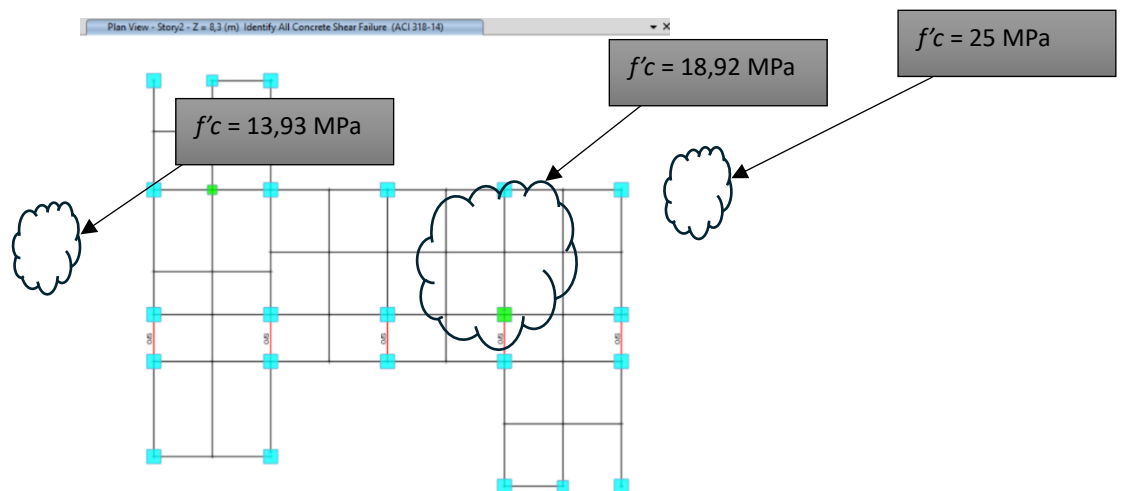 Plan View - Story2 - Z = 8,3 (m) Identify All Concrete Shear Failure (ACI 318-14)
f'c = 25 MPa
f'c = 18,92 MPa
f'c = 13,93 MPa
O/S
O/S
O/S
O/S
O/S